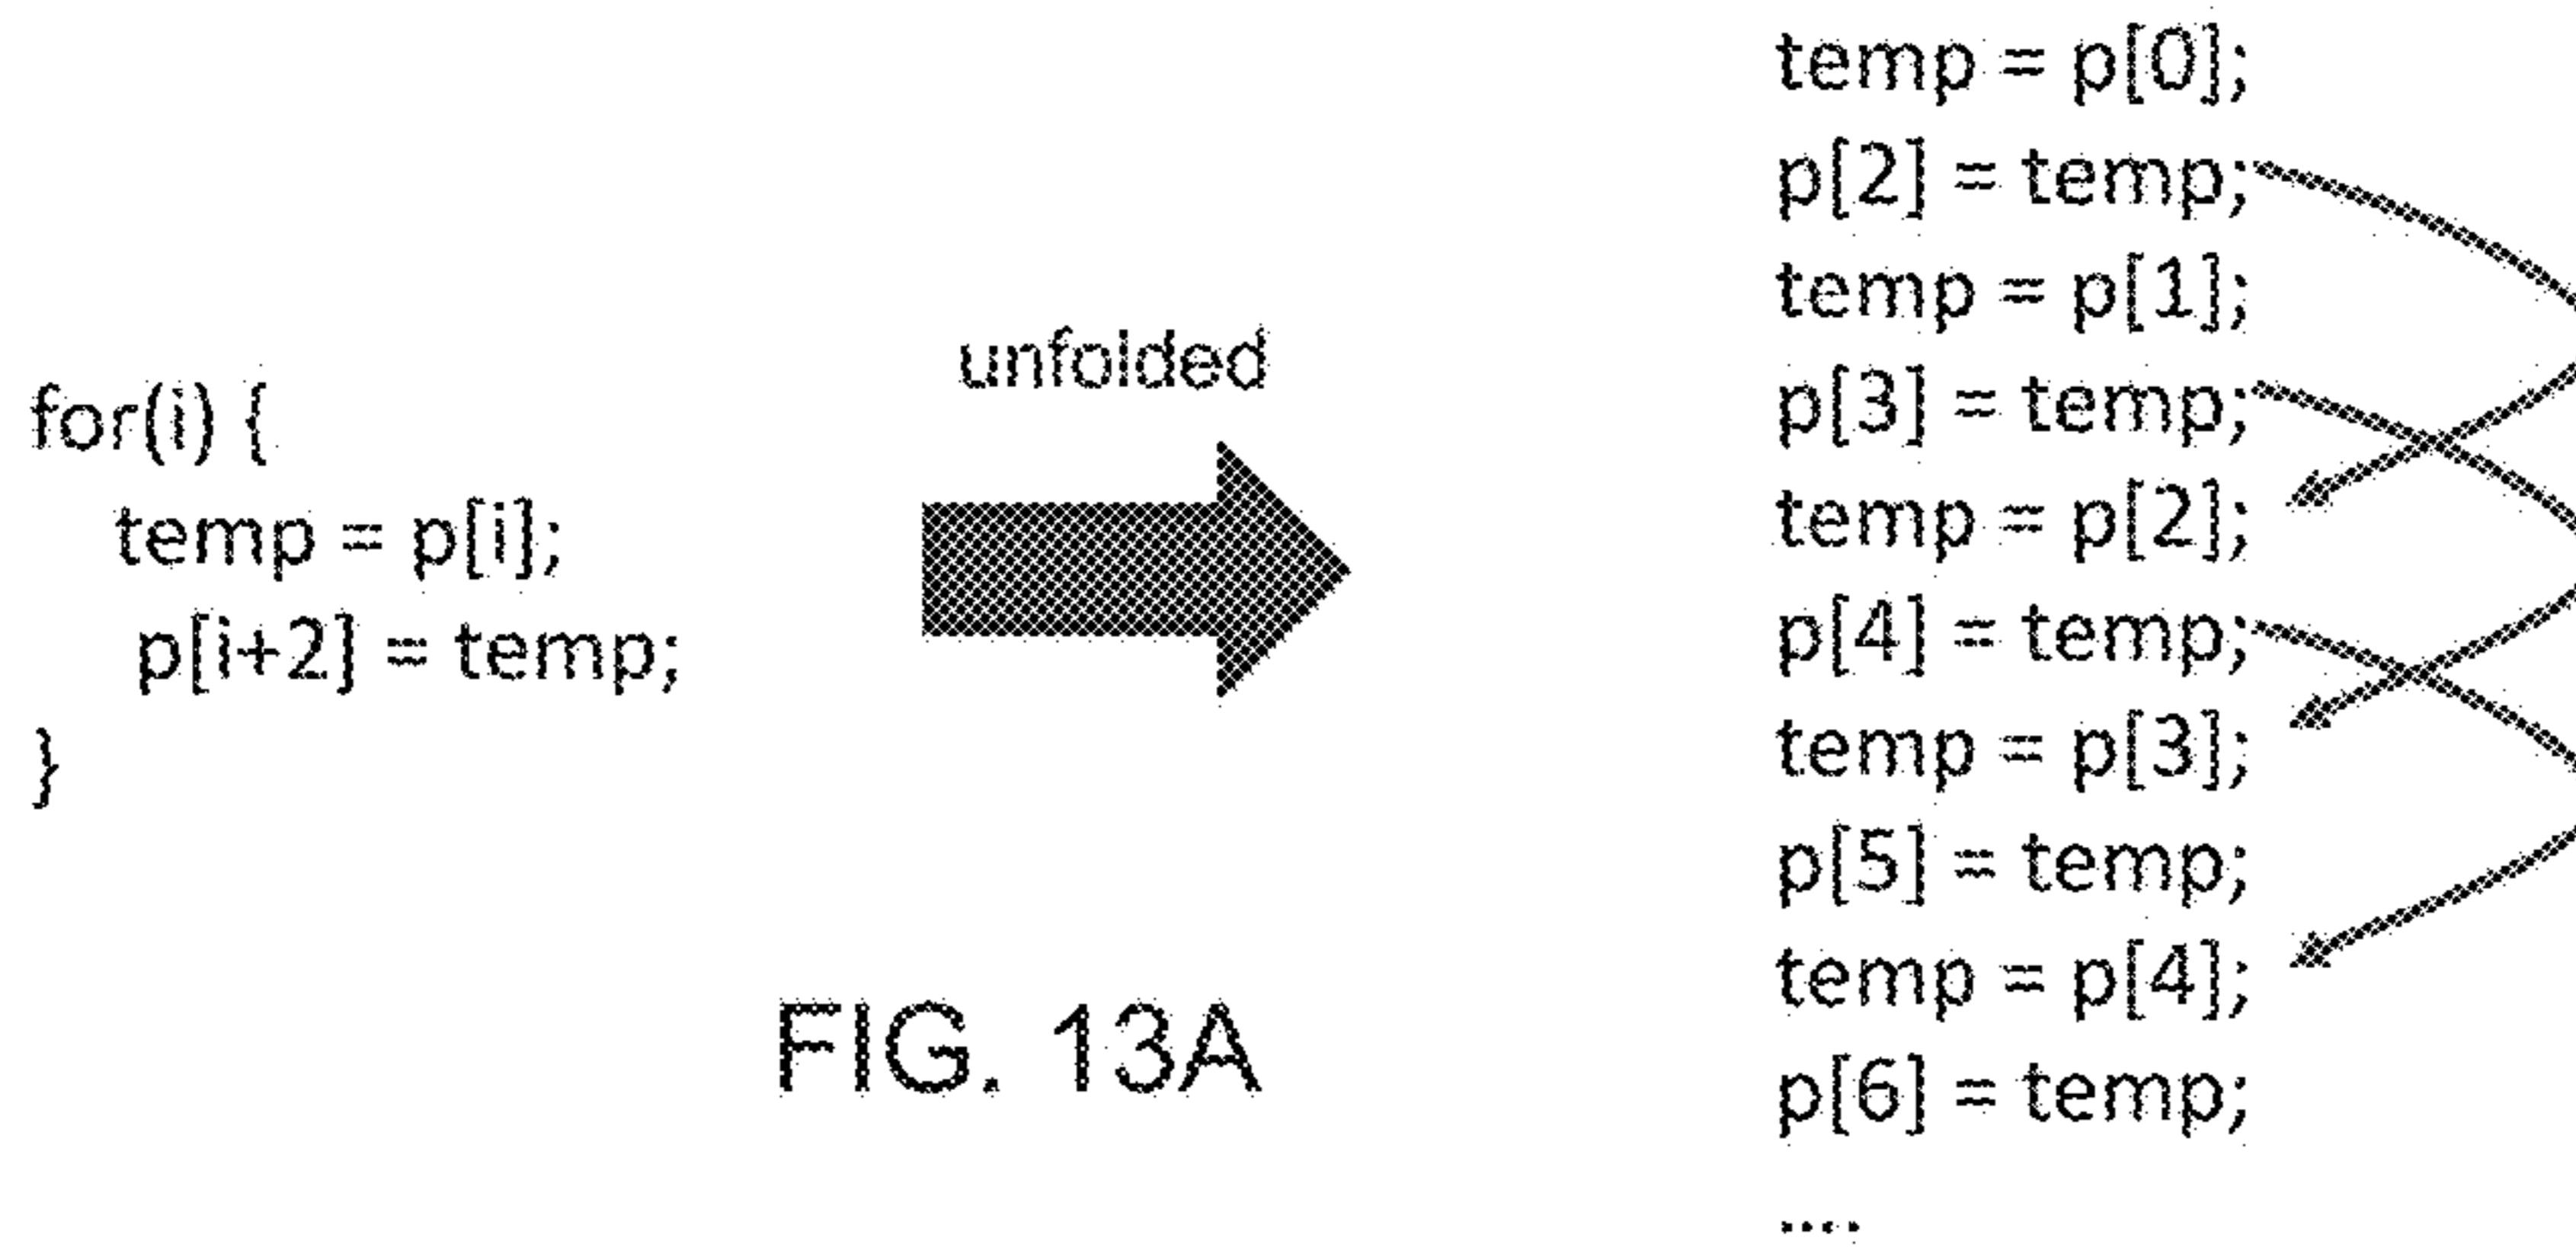 for(i) {
temp = p[i];
p[i+2] = temp;
}
unfolded
temp = p[0];
p[2] = temp;
temp = p[1];
p[3] = temp;
temp = p[2];
p[4] = temp;
temp = p[3];
p[5] = temp;
temp = p[4];
p[6] = temp;
....
FIG. 13A